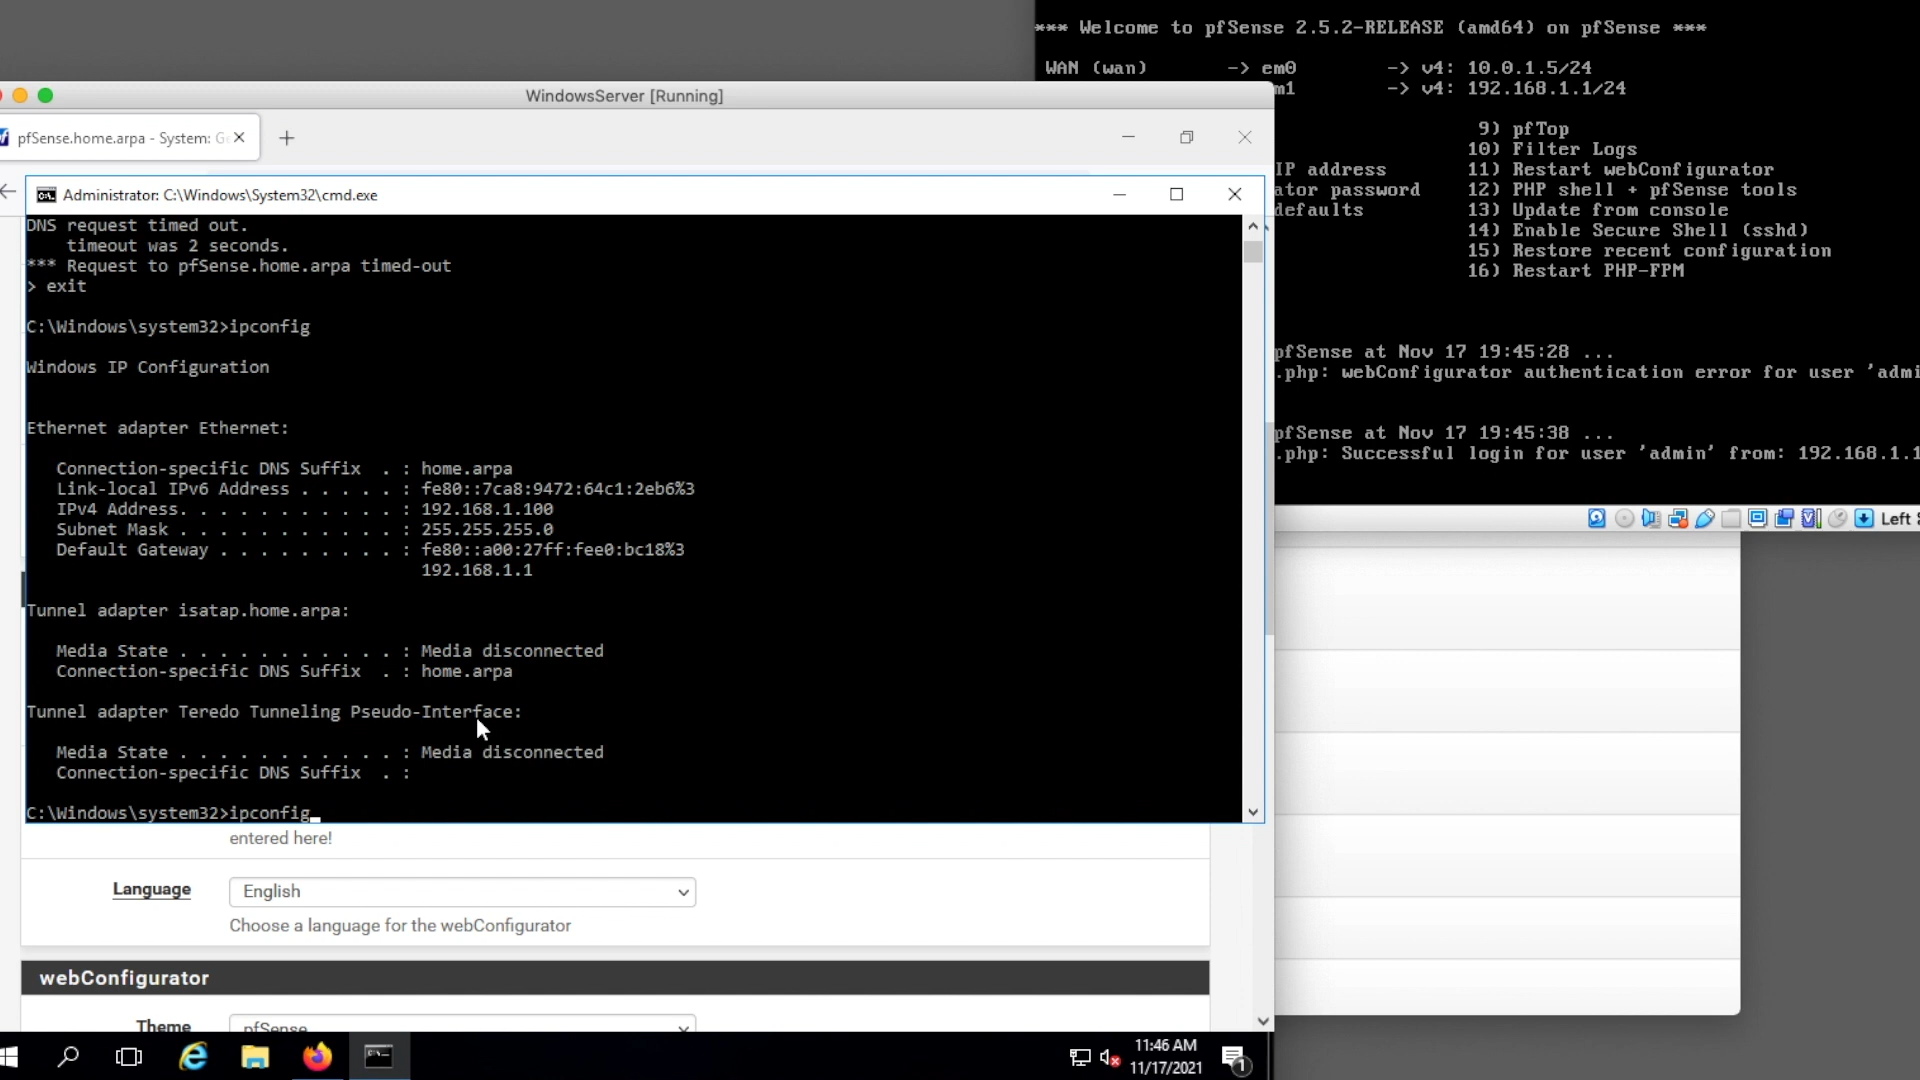 *** Welcome to pfSense 2.5.2-RELEASE (amd64) on pfSense ***
WAN (wan) -> em0 -> v4: 10.0.1.5/24
m1 -> v4: 192.168.1.1/24
9) pfTop
10) Filter Logs
IP address 11) Restart webConfigurator
ator password 12) PHP shell + pfSense tools
defaults 13) Update from console
14) Enable Secure Shell (sshd)
15) Restore recent configuration
16) Restart PHP-FPM
pfSense at Nov 17 19:45:28 ...
.php: webConfigurator authentication error for user 'admi
pfSense at Nov 17 19:45:38 ...
.php: Successful login for user 'admin' from: 192.168.1.1
Left
WindowsServer [Running]
pfSense.home.arpa - System: Ge
Administrator: C:\Windows\System32\cmd.exe
DNS request timed out.
timeout was 2 seconds.
*** Request to pfSense.home.arpa timed-out
> exit
C:\Windows\system32>ipconfig
Windows IP Configuration
Ethernet adapter Ethernet:
Connection-specific DNS Suffix . : home.arpa
Link-local IPv6 Address . . . . . : fe80::7ca8:9472:64c1:2eb6%3
IPv4 Address. . . . . . . . . . . : 192.168.1.100
Subnet Mask . . . . . . . . . . . : 255.255.255.0
Default Gateway . . . . . . . . . : fe80::a00:27ff:fee0:bc18%3
192.168.1.1
Tunnel adapter isatap.home.arpa:
Media State . . . . . . . . . . . : Media disconnected
Connection-specific DNS Suffix . : home.arpa
Tunnel adapter Teredo Tunneling Pseudo-Interface:
Media State . . . . . . . . . . . : Media disconnected
Connection-specific DNS Suffix . :
C:\Windows\system32>ipconfig_
entered here!
Language English
Choose a language for the webConfigurator
webConfigurator
Theme pfSense
11:46 AM
11/17/2021
1